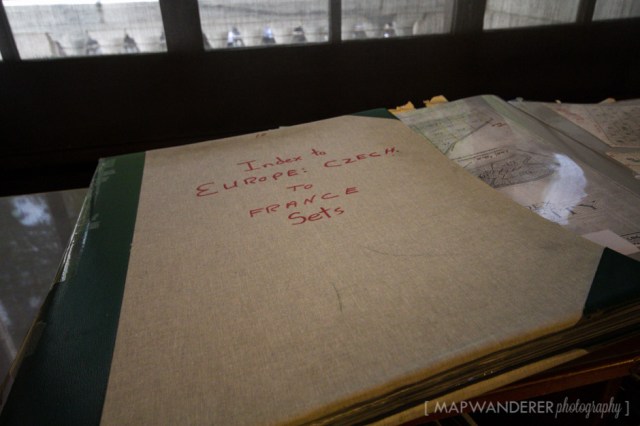 Index to
EUROPE: CZECH.
TO
FRANCE
Sets
[ MAPWANDERER photography ]